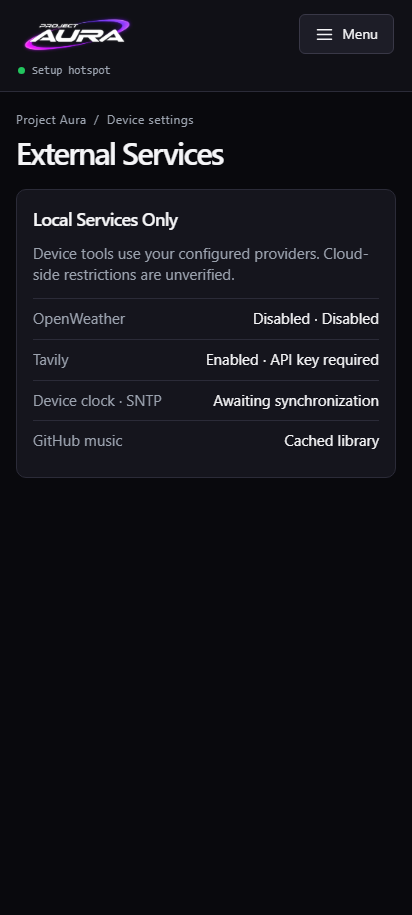 PROJECT
AURA
Menu
Setup hotspot
Project Aura / Device settings
External Services
Local Services Only
Device tools use your configured providers. Cloud-
side restrictions are unverified.
OpenWeather Disabled · Disabled
Tavily Enabled · API key required
Device clock · SNTP Awaiting synchronization
GitHub music Cached library